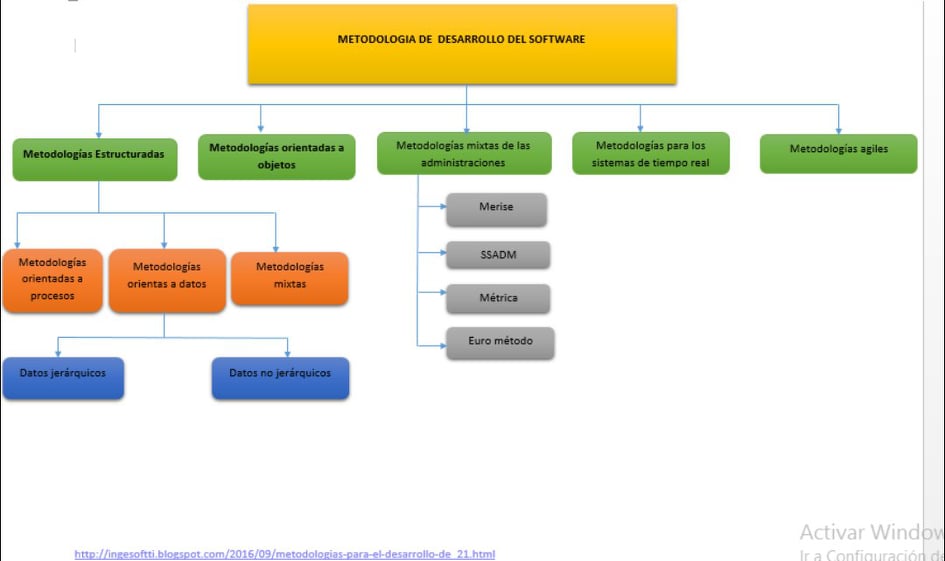 METODOLOGIA DE DESARROLLO DEL SOFTWARE
Metodologías Estructuradas
Metodologías orientadas a
objetos
Metodologías mixtas de las
administraciones
Metodologías para los
sistemas de tiempo real
Metodologías agiles
Merise
SSADM
Métrica
Euro método
Metodologías
orientadas a
procesos
Metodologías
orientas a datos
Metodologías
mixtas
Datos jerárquicos
Datos no jerárquicos
http://ingesoftti.blogspot.com/2016/09/metodologias-para-el-desarrollo-de_21.html
Activar Window
Ir a Configuración de